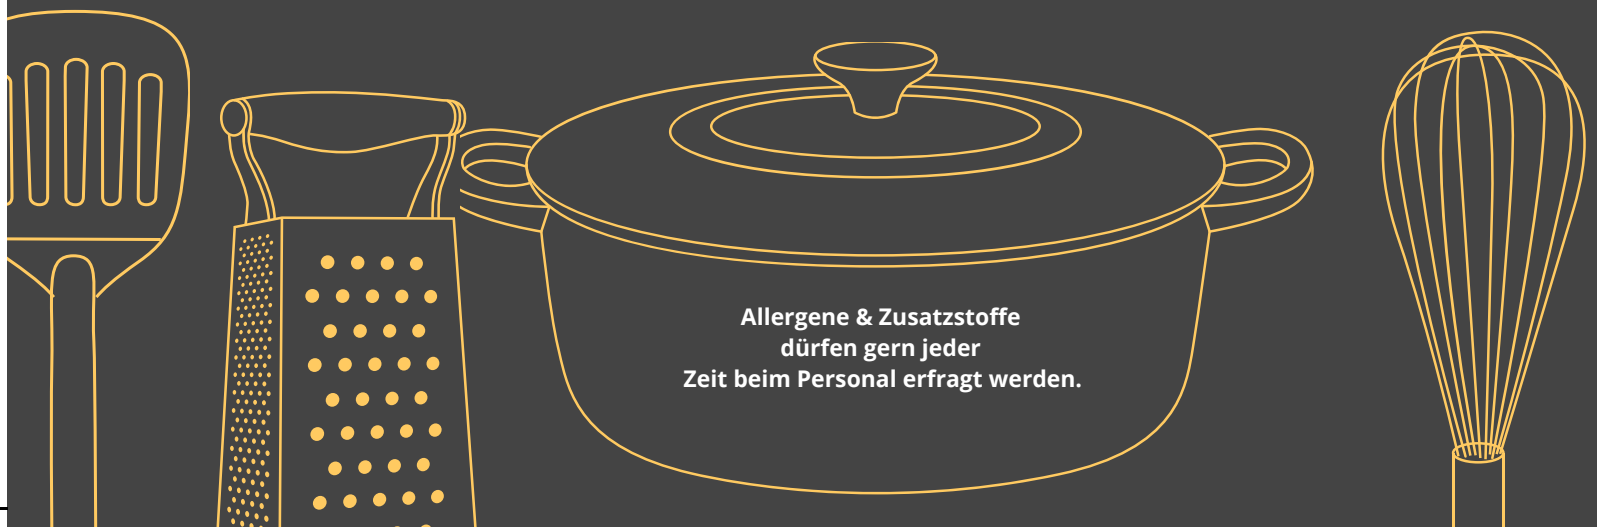 Allergene & Zusatzstoffe
dürfen gern jeder
Zeit beim Personal erfragt werden.